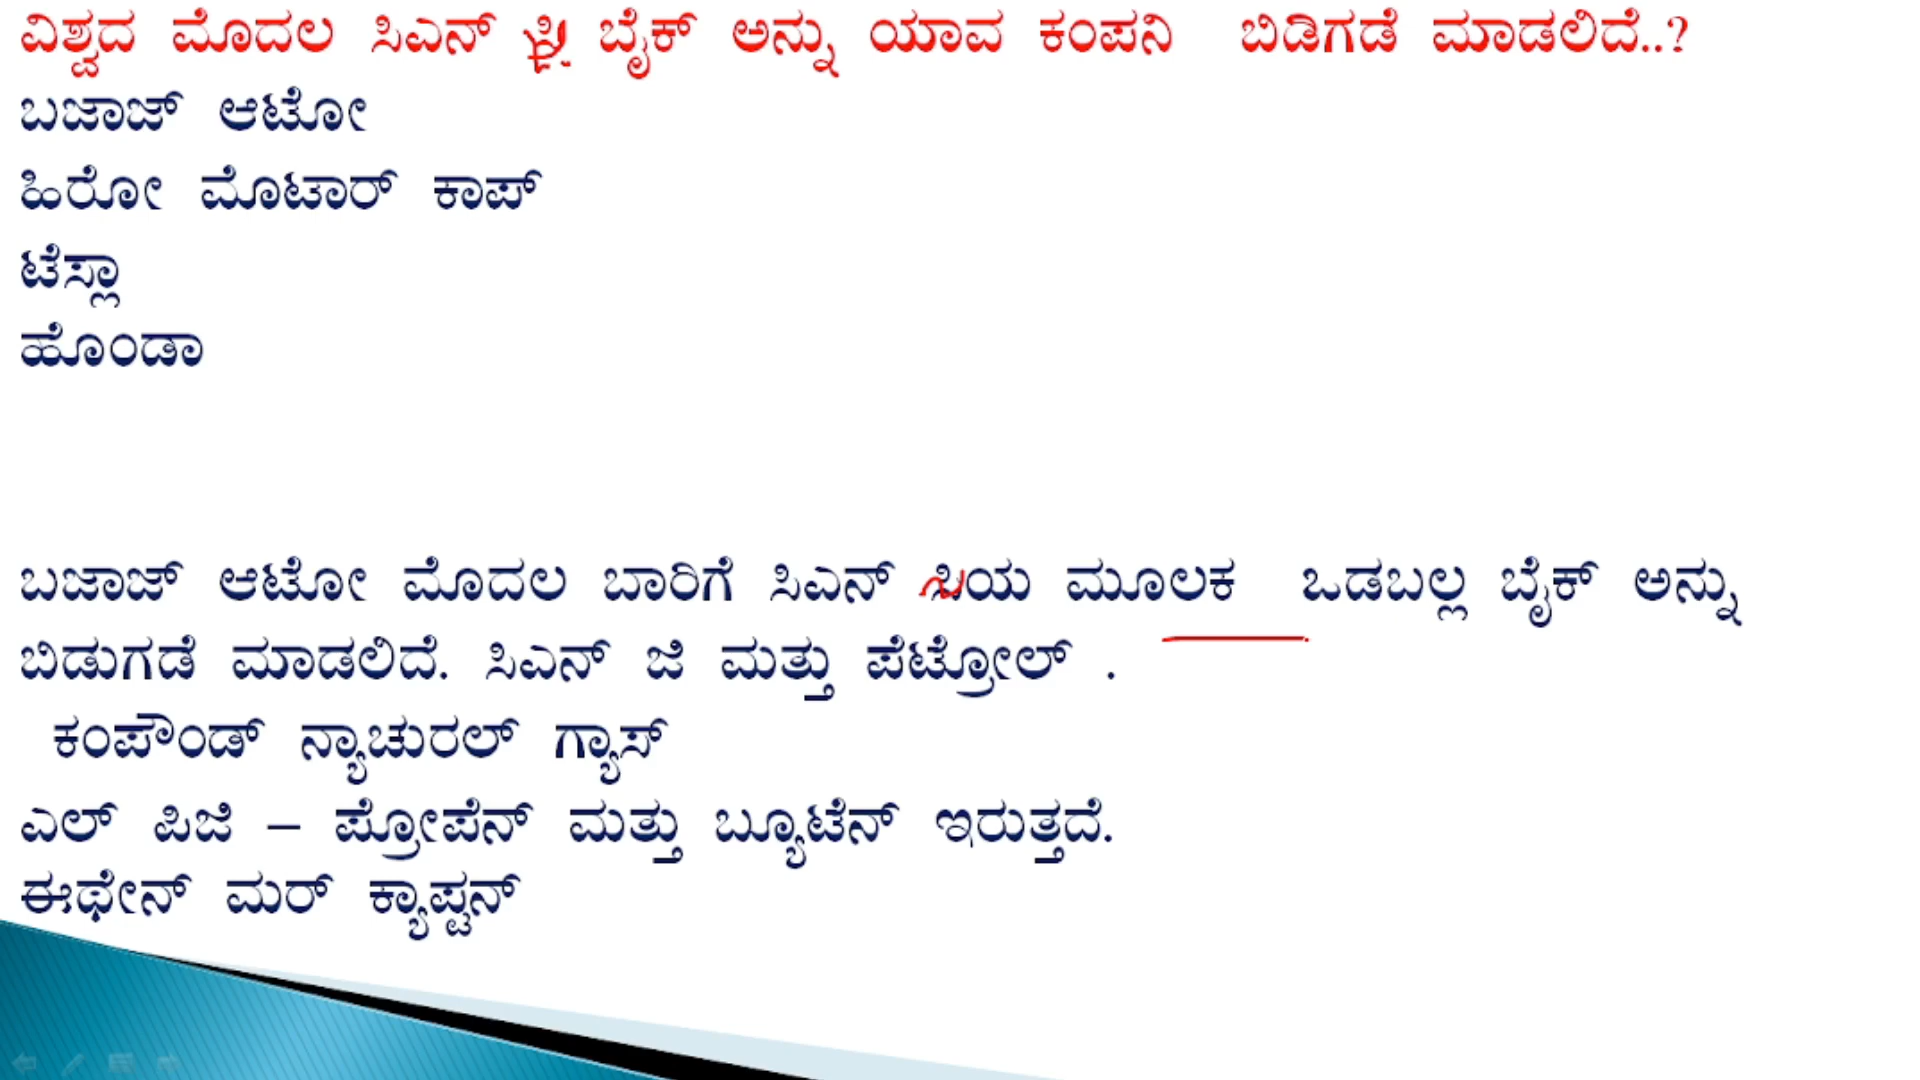 ವಿಶ್ವದ ಮೊದಲ ಸಿಎನ್ ಬೈಕ್ ಅನ್ನು ಯಾವ ಕಂಪನಿ ಬಿಡಿಗಡೆ ಮಾಡಲಿದೆ..?
ಬಜಾಜ್ ಆಟೋ
ಹಿರೋ ಮೊಟಾರ್ ಕಾಪ್
ಟೆಸ್ಲಾ
ಹೊಂಡಾ
ಬಜಾಜ್ ಆಟೋ ಮೊದಲ ಬಾರಿಗೆ ಸಿಎನ್ ಮೂಲಕ ಒಡಬಲ್ಲ ಬೈಕ್ ಅನ್ನು
ಬಿಡುಗಡೆ ಮಾಡಲಿದೆ. ಸಿಎನ್ ಜಿ ಮತ್ತು ಪೆಟ್ರೋಲ್ .
ಕಂಪೌಂಡ್ ನ್ಯಾಚುರಲ್ ಗ್ಯಾಸ್
ಎಲ್ ಪಿಜಿ – ಪ್ರೋಪೆನ್ ಮತ್ತು ಬ್ಯೂಟೆನ್ ಇರುತ್ತದೆ.
ಈಥೇನ್ ಮರ್ ಕ್ಯಾಪ್ಟನ್